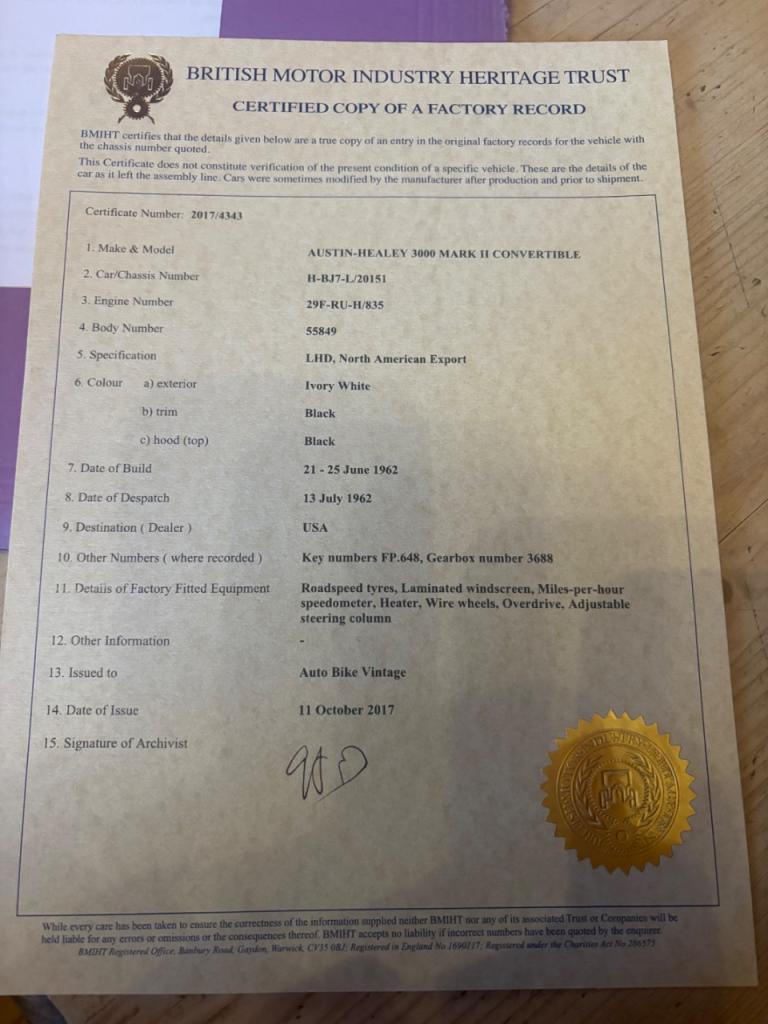 BRITISH MOTOR INDUSTRY HERITAGE TRUST
CERTIFIED COPY OF A FACTORY RECORD
BMIHT certifies that the details given below are a true copy of an entry in the original factory records for the vehicle with
the chassis number quoted.
This Certificate does not constitute verification of the present condition of a specific vehicle. These are the details of the
car as it left the assembly line. Cars were sometimes modified by the manufacturer after production and prior to shipment.
Certificate Number: 2017/4343
1. Make & Model AUSTIN-HEALEY 3000 MARK II CONVERTIBLE
2. Car/Chassis Number H-BJ7-L/20151
3. Engine Number 29F-RU-H/835
4. Body Number 55849
5. Specification LHD, North American Export
6. Colour a) exterior Ivory White
b) trim Black
c) hood (top) Black
7. Date of Build 21 - 25 June 1962
8. Date of Despatch 13 July 1962
9. Destination ( Dealer ) USA
10. Other Numbers ( where recorded ) Key numbers FP.648, Gearbox number 3688
11. Details of Factory Fitted Equipment Roadspeed tyres, Laminated windscreen, Miles-per-hour
speedometer, Heater, Wire wheels, Overdrive, Adjustable
steering column
12. Other Information -
13. Issued to Auto Bike Vintage
14. Date of Issue 11 October 2017
15. Signature of Archivist
While every care has been taken to ensure the correctness of the information supplied neither BMIHT nor any of its associated Trust or Companies will be
held liable for any errors or omissions or the consequences thereof. BMIHT accepts no liability if incorrect numbers have been quoted by the enquirer.
BMIHT Registered Office, Banbury Road, Gaydon, Warwick, CV35 0BJ; Registered in England No 1690117; Registered under the Charities Act No 286575